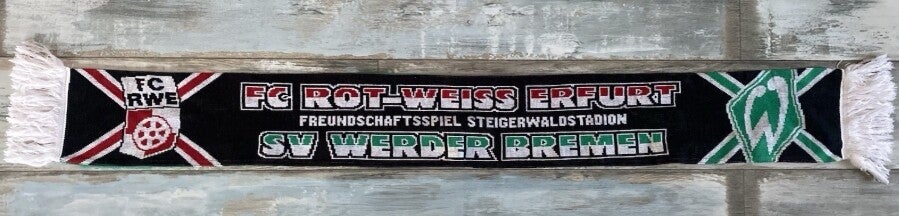 FC
RWE
FC ROT-WEISS ERFURT
FREUNDSCHAFTSSPIEL STEIGERWALDSTADION
SV WERDER BREMEN
W